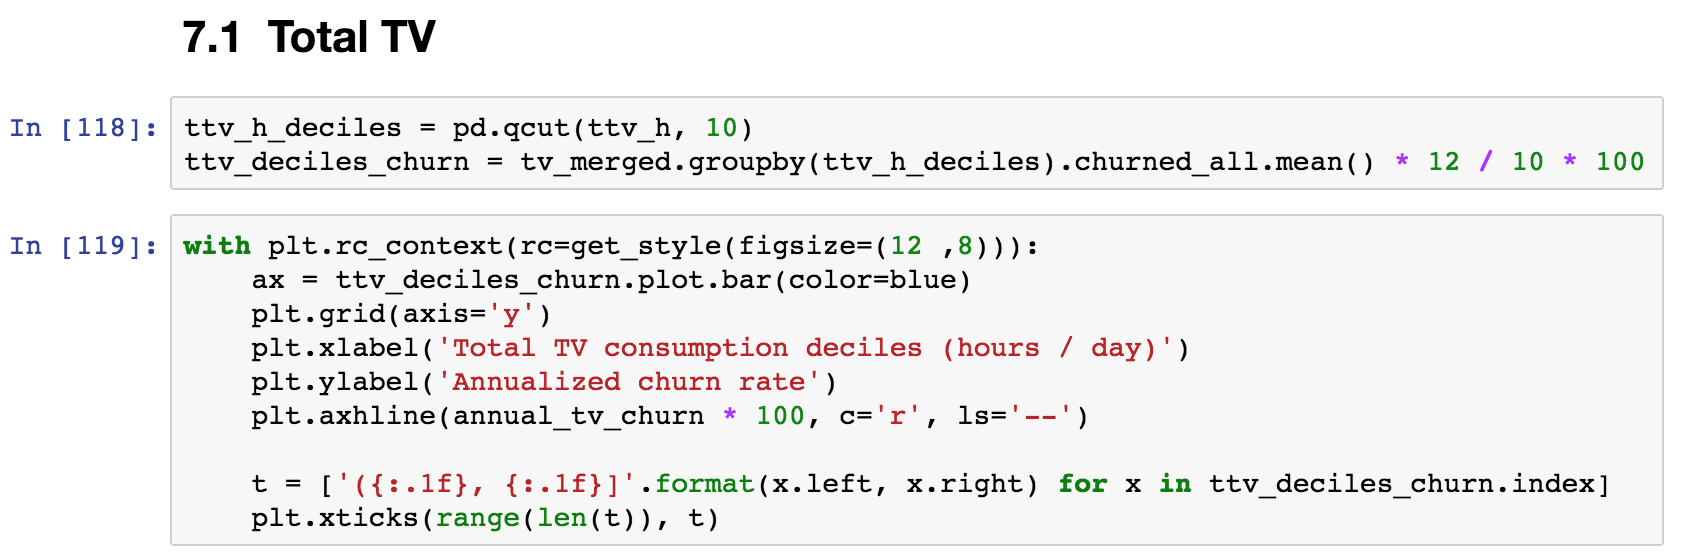 7.1 Total TV
In [118]: ttv_h_deciles = pd.qcut(ttv_h, 10)
ttv_deciles_churn = tv_merged.groupby(ttv_h_deciles).churned_all.mean() * 12 / 10 * 100
In [119]: with plt.rc_context(rc=get_style(figsize=(12 ,8))):
    ax = ttv_deciles_churn.plot.bar(color=blue)
    plt.grid(axis='y')
    plt.xlabel('Total TV consumption deciles (hours / day)')
    plt.ylabel('Annualized churn rate')
    plt.axhline(annual_tv_churn * 100, c='r', ls='--')
    t = ['({:.1f}, {:.1f}]'.format(x.left, x.right) for x in ttv_deciles_churn.index]
    plt.xticks(range(len(t)), t)